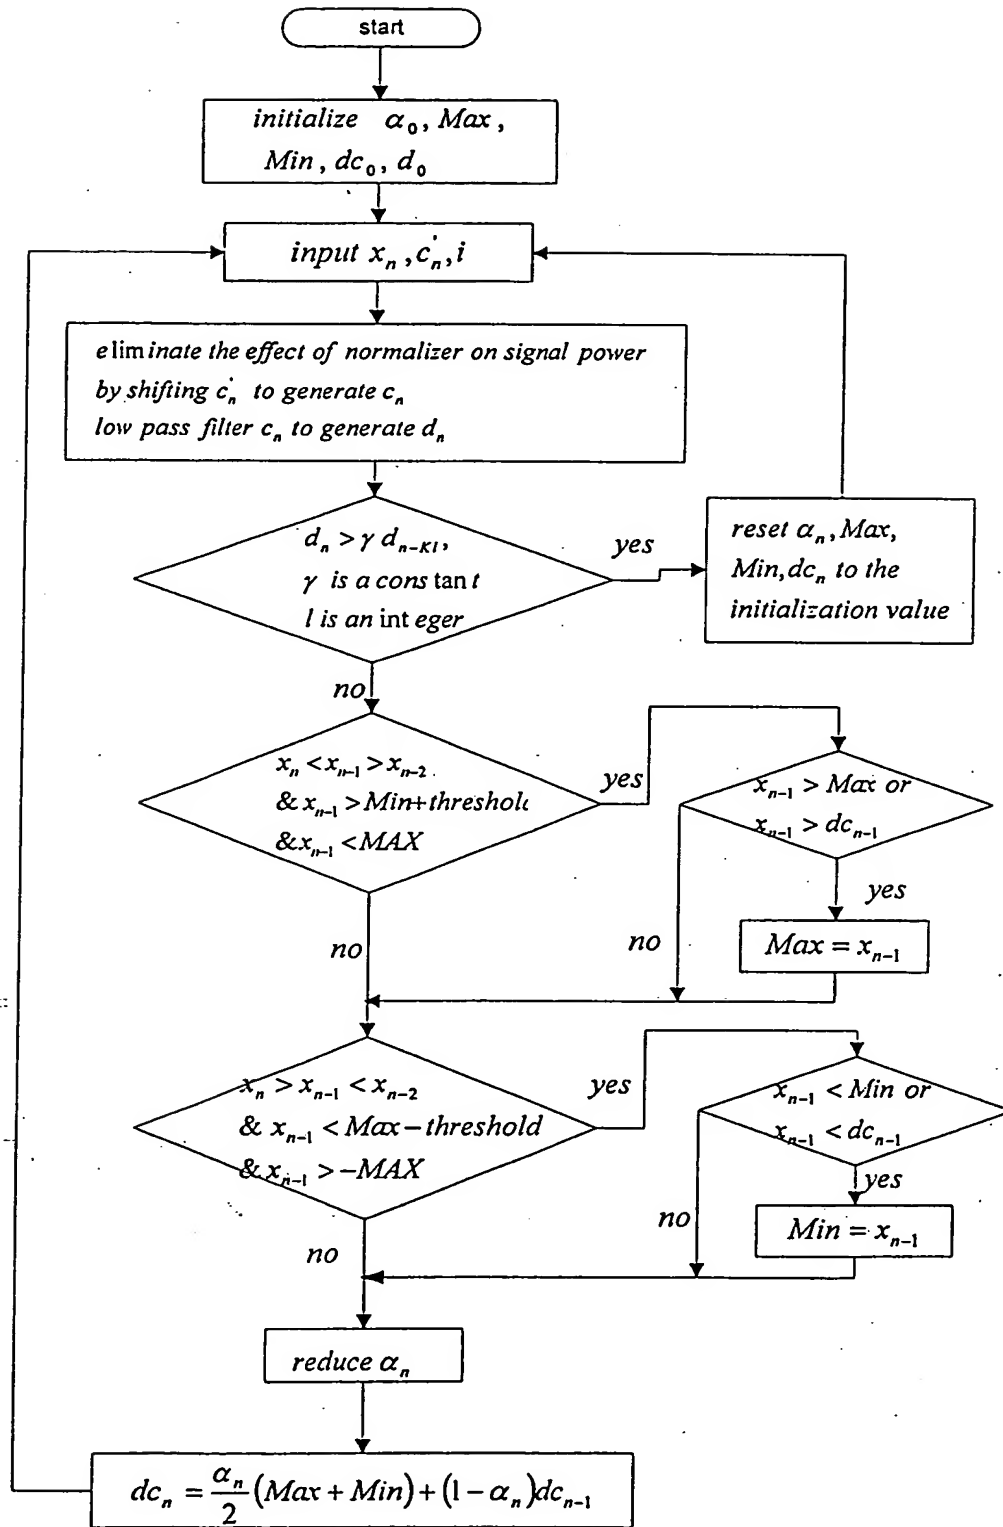 start
initialize α₀, Max,
Min, dc₀, d₀
input xₙ, c'ₙ, i
eliminate the effect of normalizer on signal power
by shifting c'ₙ to generate cₙ
low pass filter cₙ to generate dₙ
dₙ > γ dₙ₋KI,
γ is a cons tan t
l is an int eger
yes
reset αₙ, Max,
Min, dcₙ to the
initialization value
no
xₙ < xₙ₋₁ > xₙ₋₂
& xₙ₋₁ > Min + threshold
& xₙ₋₁ < MAX
yes
xₙ₋₁ > Max or
xₙ₋₁ > dcₙ₋₁
yes
no
no
Max = xₙ₋₁
xₙ > xₙ₋₁ < xₙ₋₂
& xₙ₋₁ < Max − threshold
& xₙ₋₁ > −MAX
yes
xₙ₋₁ < Min or
xₙ₋₁ < dcₙ₋₁
yes
no
no
Min = xₙ₋₁
reduce αₙ
dcₙ = αₙ/2 (Max + Min) + (1 − αₙ)dcₙ₋₁